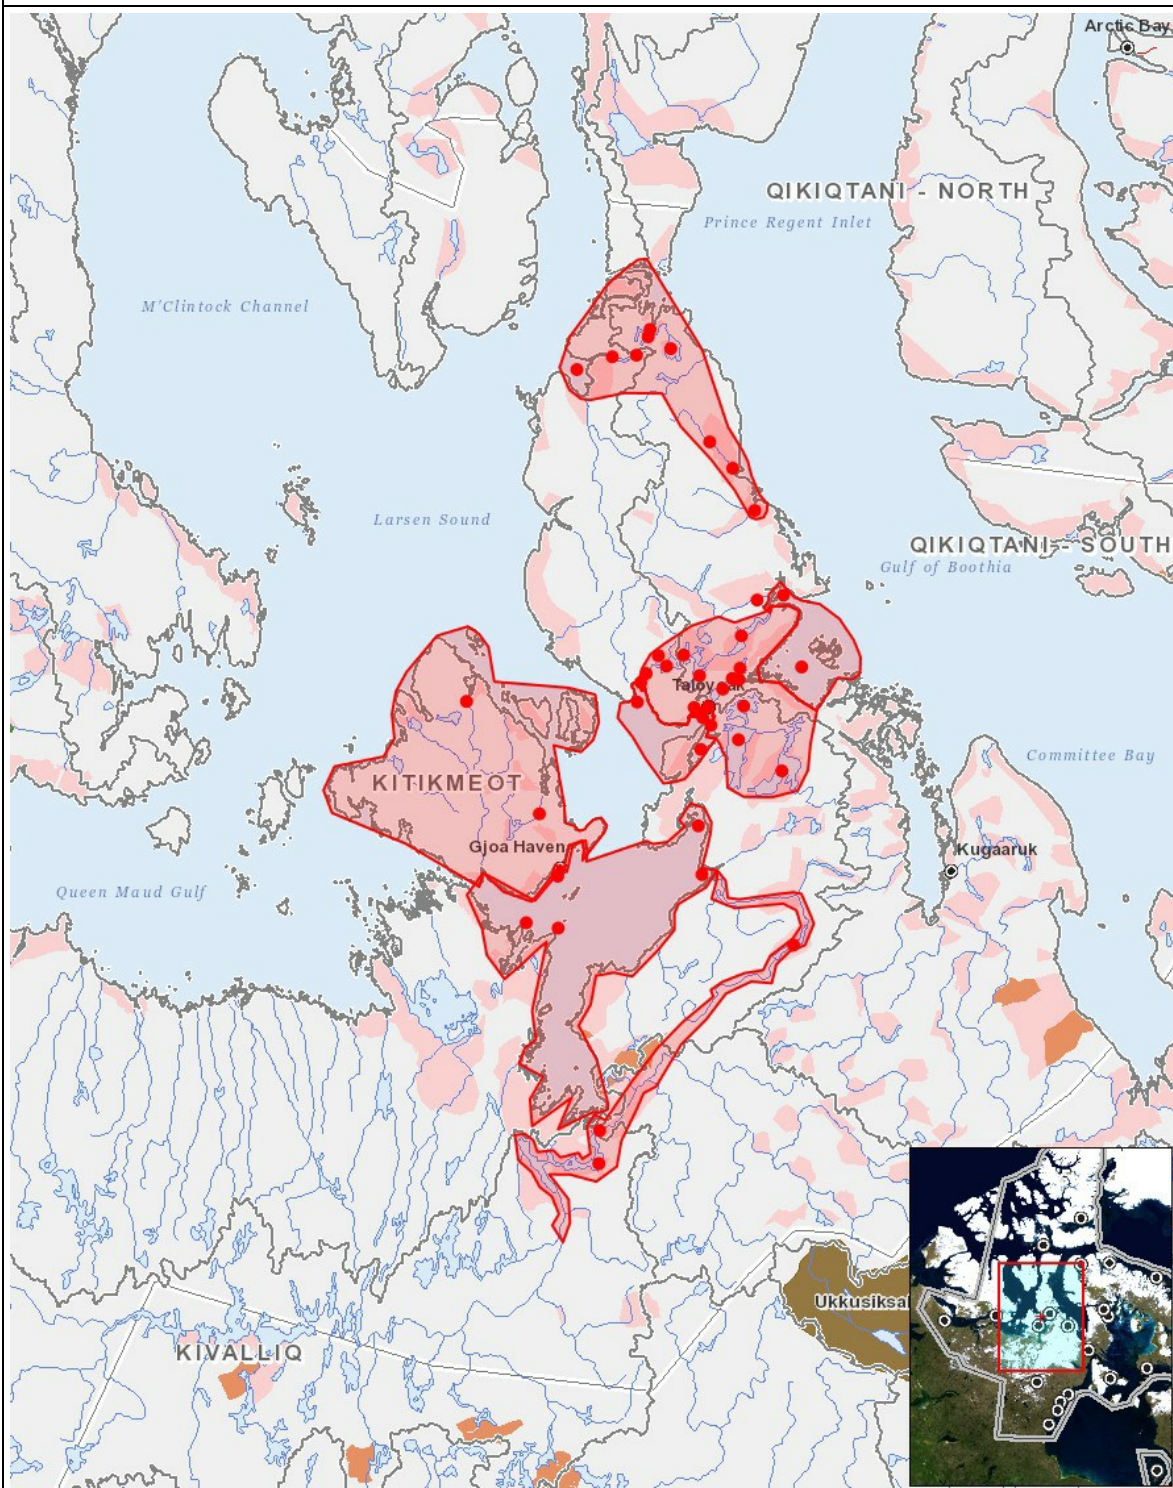 Arctic Bay
QIKIQTANI - NORTH
Prince Regent Inlet
M'Clintock Channel
Larsen Sound
QIKIQTANI - SOUTH
Gulf of Boothia
KITIKMEOT
Committee Bay
Gjoa Haven
Kugaaruk
Queen Maud Gulf
KIVALLIQ